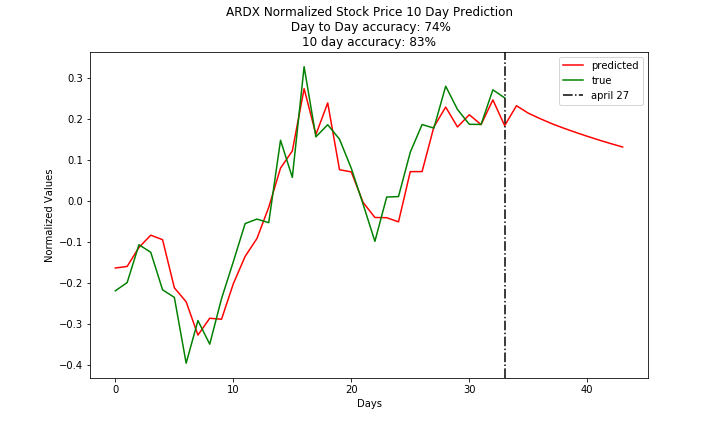 ARDX Normalized Stock Price 10 Day Prediction
Day to Day accuracy: 74%
10 day accuracy: 83%
predicted
true
april 27
Normalized Values
0.3
0.2
0.1
0.0
−0.1
−0.2
−0.3
−0.4
0
10
20
30
40
Days